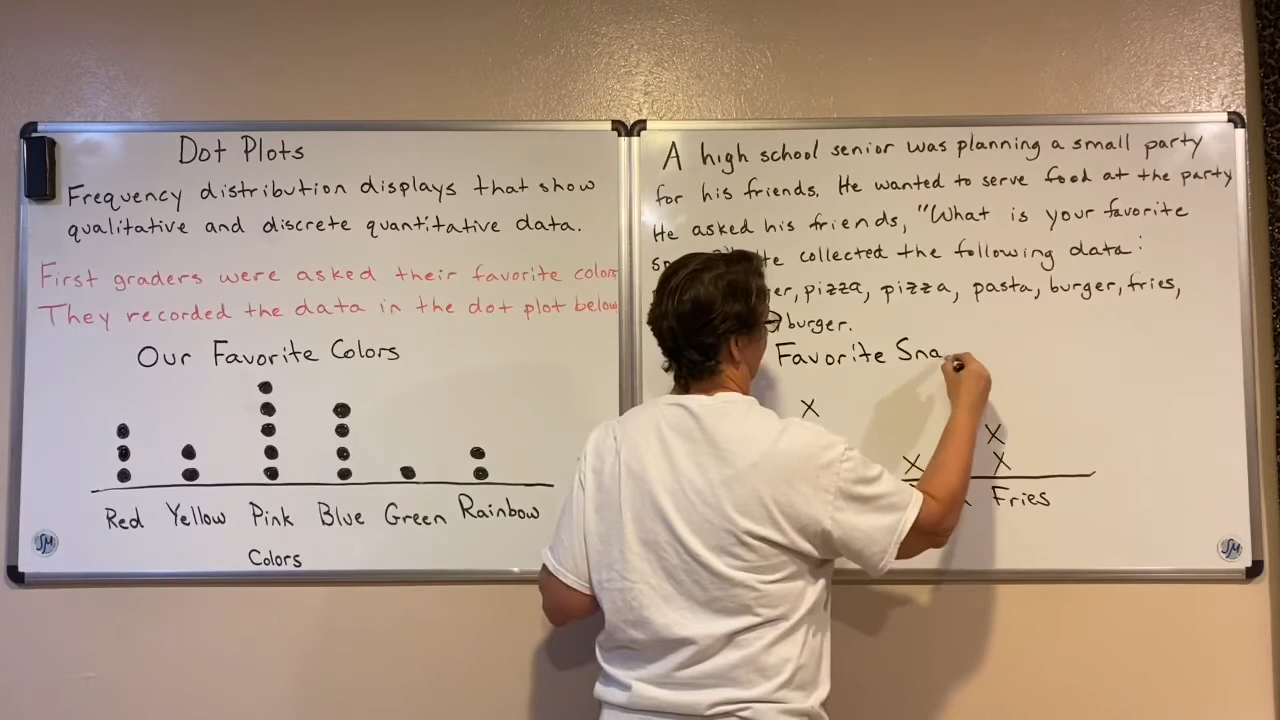 Dot Plots
Frequency distribution displays that show
qualitative and discrete quantitative data.
First graders were asked their favorite colors
They recorded the data in the dot plot below
Our Favorite Colors
Red Yellow Pink Blue Green Rainbow
Colors
SM
A high school senior was planning a small party
for his friends. He wanted to serve food at the party
He asked his friends, "What is your favorite
collected the following data:
pizza, pizza, pasta, burger, fries,
burger.
Favorite Sna
X
X
X X
Fries
SM